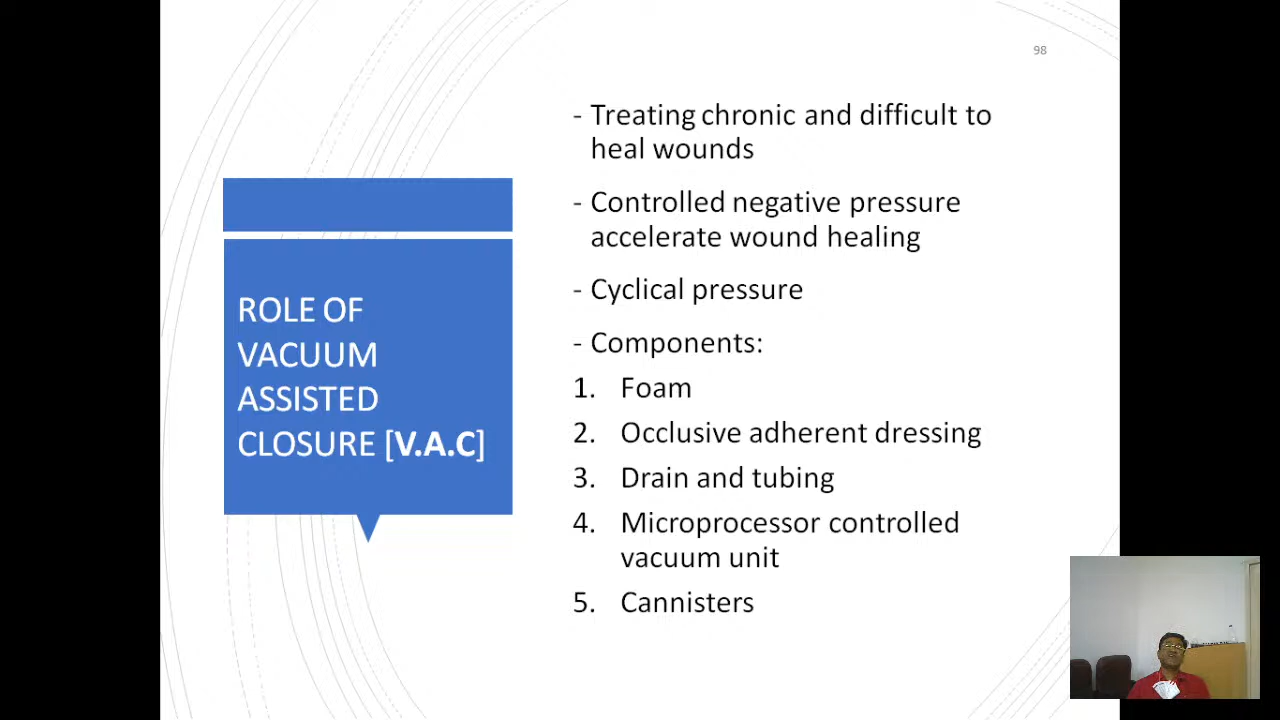 98
ROLE OF
VACUUM
ASSISTED
CLOSURE [V.A.C]
- Treating chronic and difficult to
heal wounds
- Controlled negative pressure
accelerate wound healing
- Cyclical pressure
- Components:
1. Foam
2. Occlusive adherent dressing
3. Drain and tubing
4. Microprocessor controlled
vacuum unit
5. Cannisters